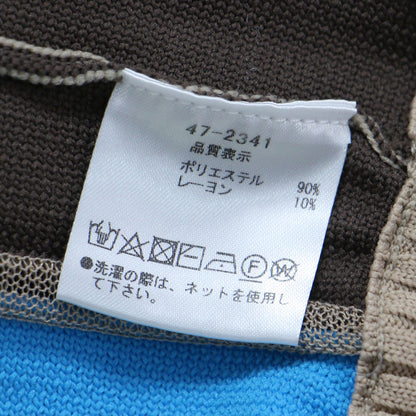 47-2341
品質表示
ポリエステル 90%
レーヨン 10%
●洗濯の際は、ネットを使用し
て下さい。